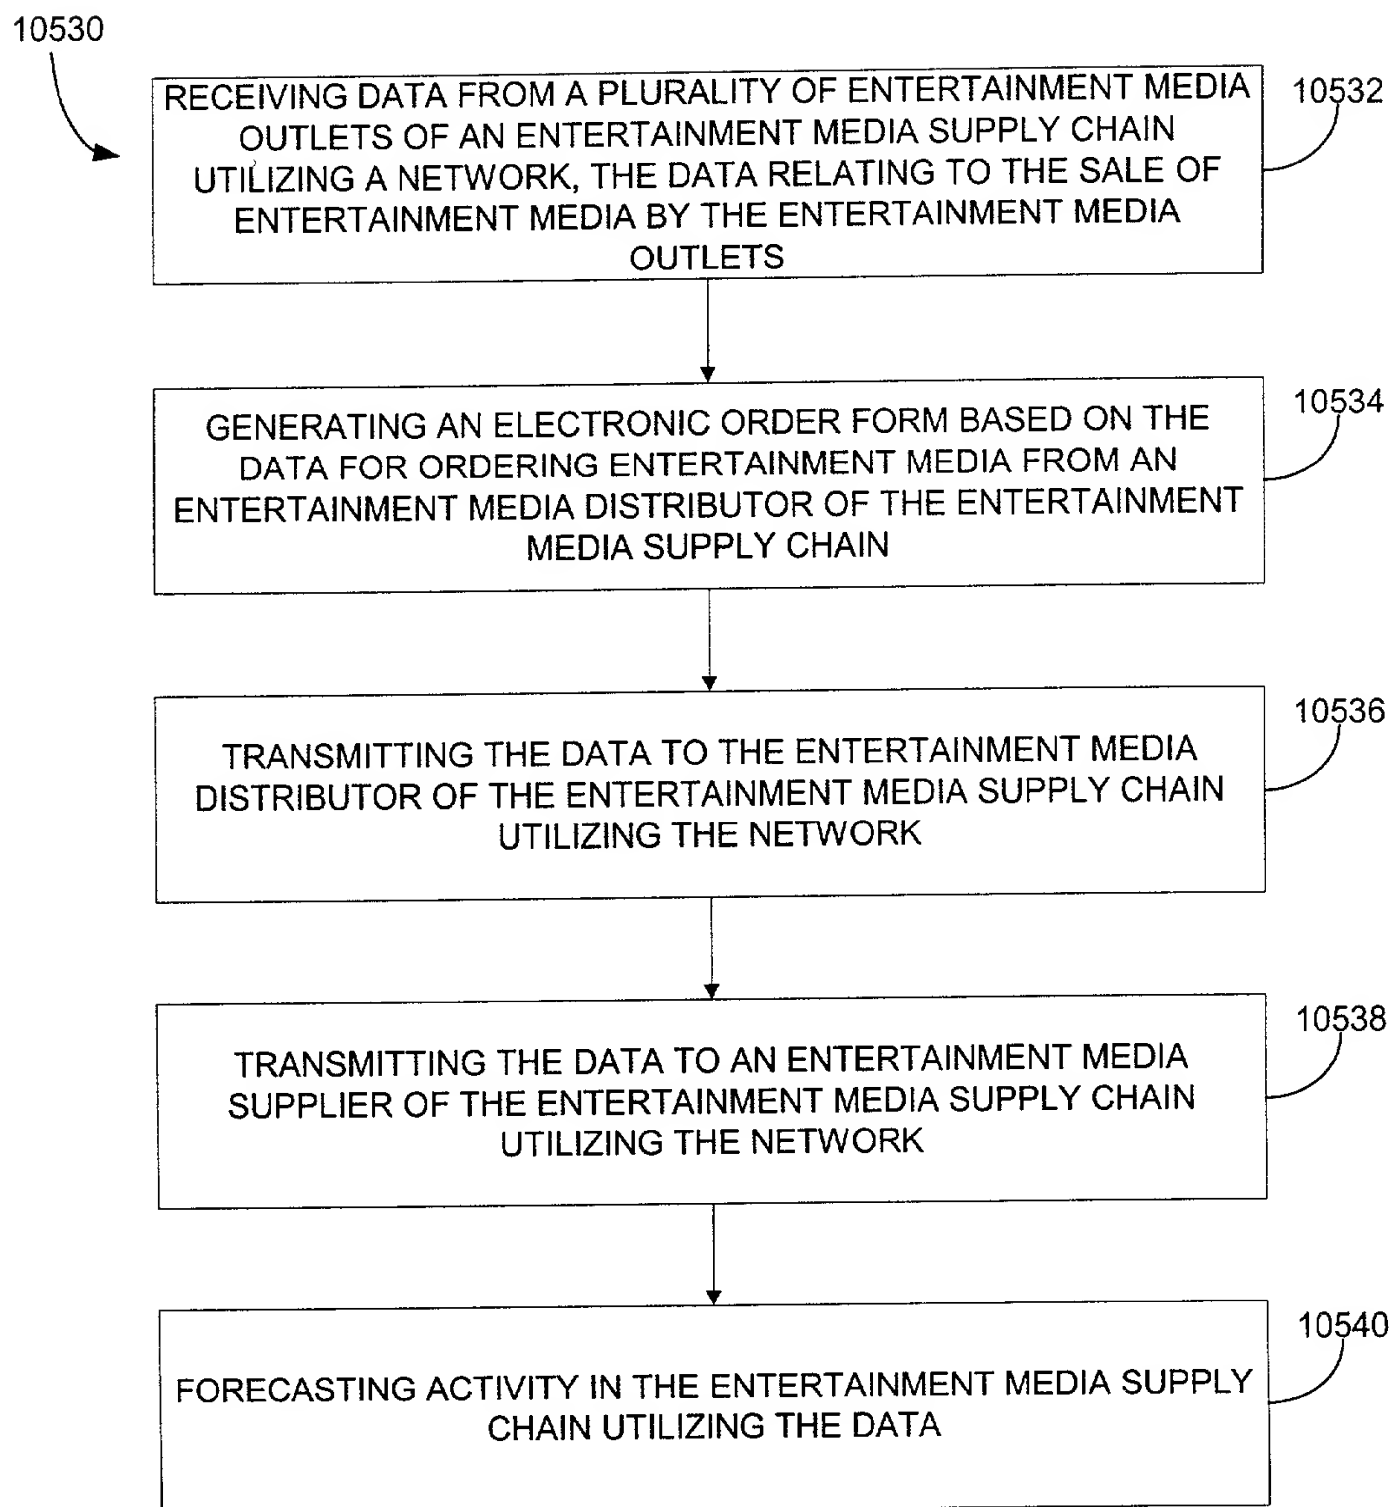 10530
RECEIVING DATA FROM A PLURALITY OF ENTERTAINMENT MEDIA
OUTLETS OF AN ENTERTAINMENT MEDIA SUPPLY CHAIN
UTILIZING A NETWORK, THE DATA RELATING TO THE SALE OF
ENTERTAINMENT MEDIA BY THE ENTERTAINMENT MEDIA
OUTLETS
10532
GENERATING AN ELECTRONIC ORDER FORM BASED ON THE
DATA FOR ORDERING ENTERTAINMENT MEDIA FROM AN
ENTERTAINMENT MEDIA DISTRIBUTOR OF THE ENTERTAINMENT
MEDIA SUPPLY CHAIN
10534
TRANSMITTING THE DATA TO THE ENTERTAINMENT MEDIA
DISTRIBUTOR OF THE ENTERTAINMENT MEDIA SUPPLY CHAIN
UTILIZING THE NETWORK
10536
TRANSMITTING THE DATA TO AN ENTERTAINMENT MEDIA
SUPPLIER OF THE ENTERTAINMENT MEDIA SUPPLY CHAIN
UTILIZING THE NETWORK
10538
FORECASTING ACTIVITY IN THE ENTERTAINMENT MEDIA SUPPLY
CHAIN UTILIZING THE DATA
10540